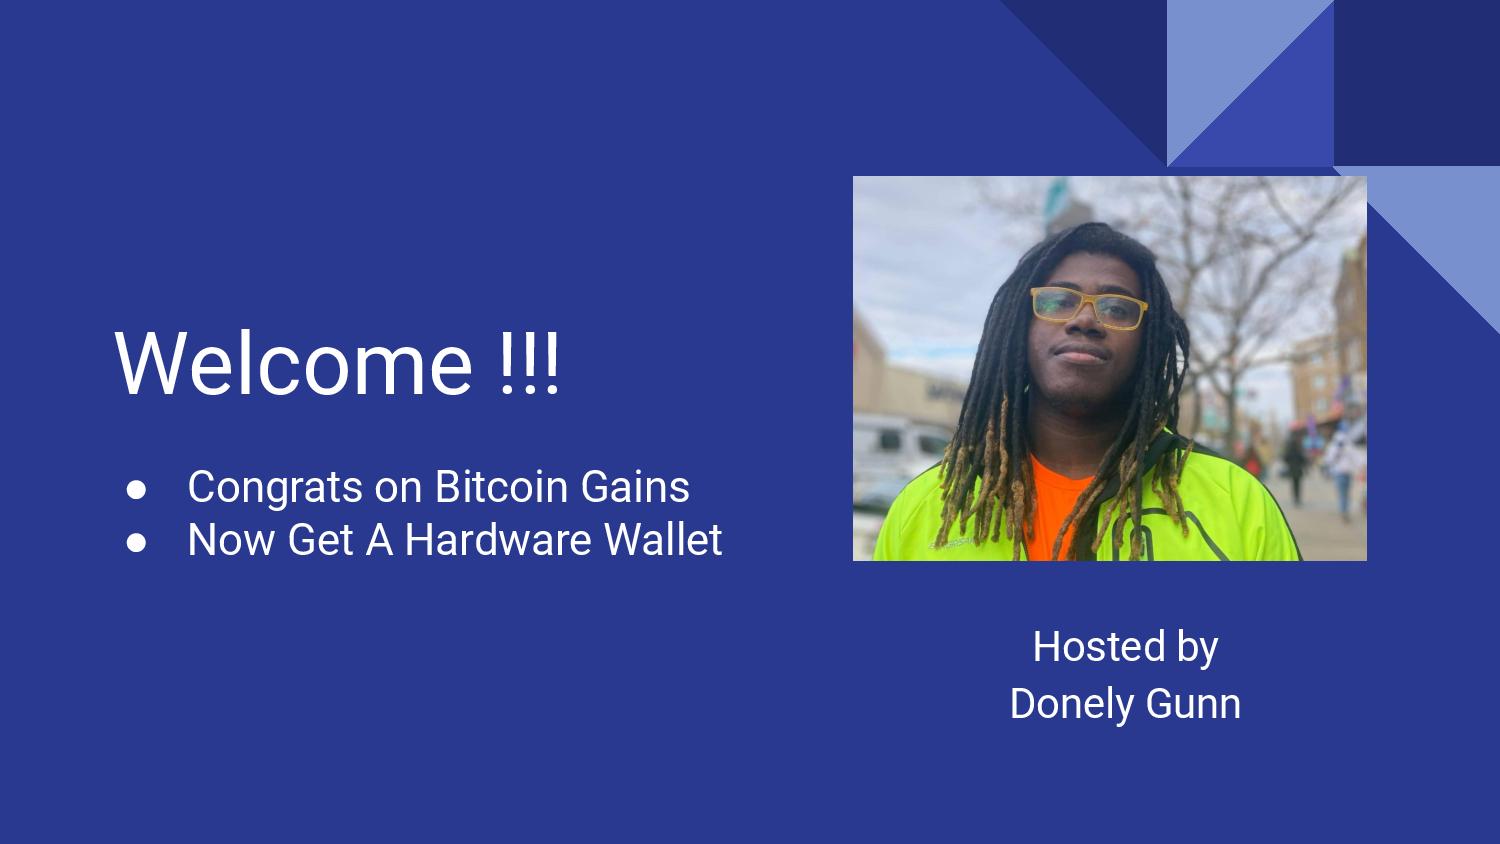 Welcome !!!
● Congrats on Bitcoin Gains
● Now Get A Hardware Wallet
Hosted by
Donely Gunn